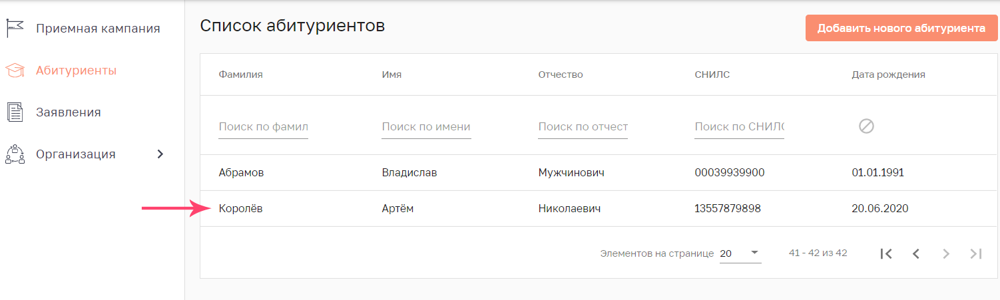 Приемная кампания
Абитуриенты
Заявления
Организация
Список абитуриентов
Добавить нового абитуриента
Фамилия Имя Отчество СНИЛС Дата рождения
Поиск по фамил Поиск по имени Поиск по отчест Поиск по СНИЛС
Абрамов Владислав Мужчинович 00039939900 01.01.1991
Королёв Артём Николаевич 13557879898 20.06.2020
Элементов на странице 20 41 - 42 из 42